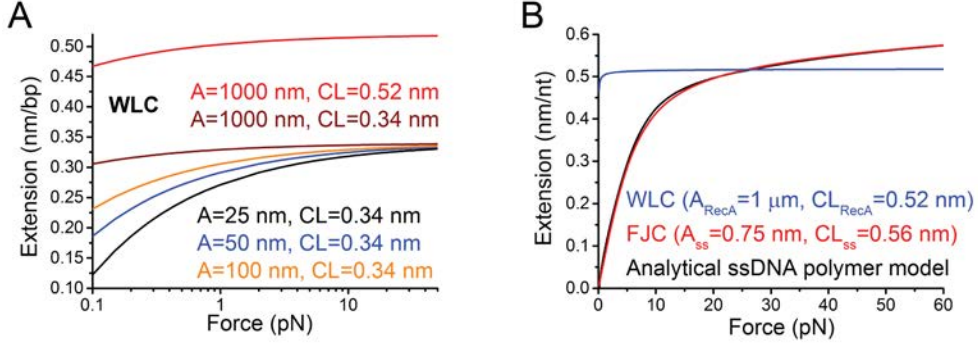 A
B
0.50
0.45
0.40
0.35
0.30
0.25
0.20
0.15
0.10
Extension (nm/bp)
WLC
A=1000 nm, CL=0.52 nm
A=1000 nm, CL=0.34 nm
A=25 nm, CL=0.34 nm
A=50 nm, CL=0.34 nm
A=100 nm, CL=0.34 nm
0.1
1
10
Force (pN)
0.6
0.5
0.4
0.3
0.2
0.1
0.0
Extension (nm/nt)
WLC (A_RecA=1 μm, CL_RecA=0.52 nm)
FJC (A_ss=0.75 nm, CL_ss=0.56 nm)
Analytical ssDNA polymer model
0
10
20
30
40
50
60
Force (pN)